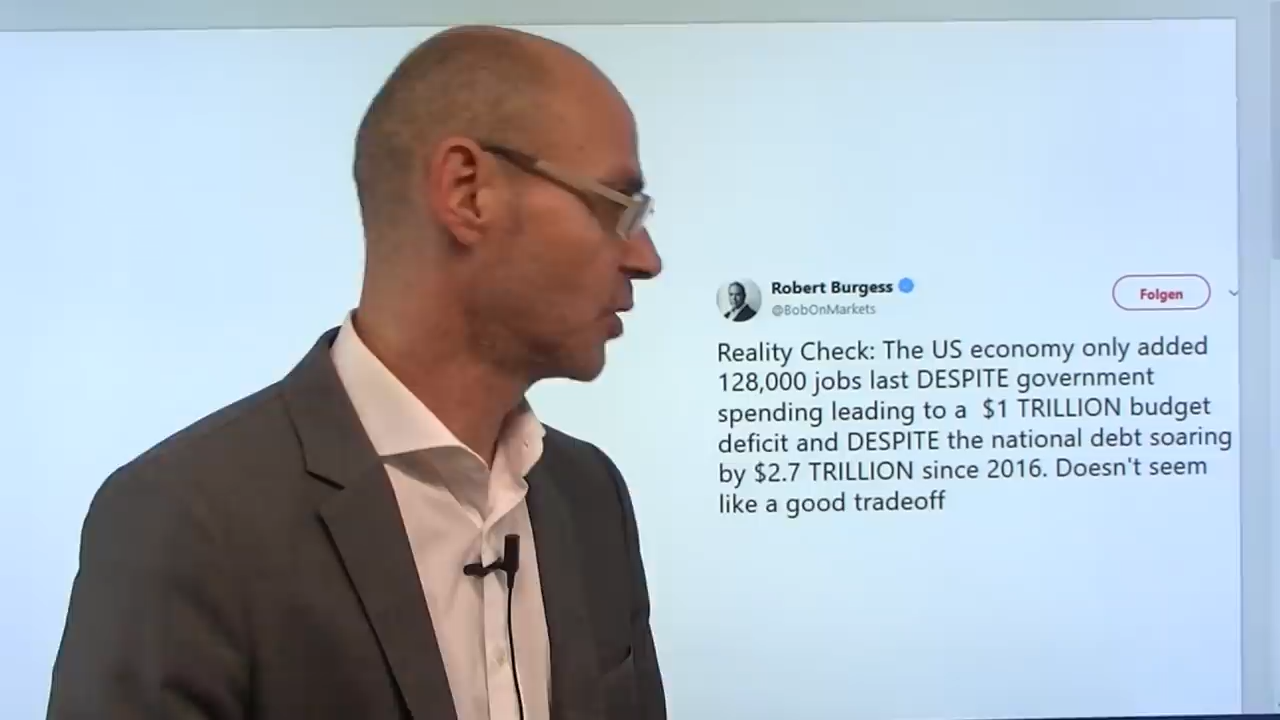 Robert Burgess
Folgen
@BobOnMarkets
Reality Check: The US economy only added
128,000 jobs last DESPITE government
spending leading to a $1 TRILLION budget
deficit and DESPITE the national debt soaring
by $2.7 TRILLION since 2016. Doesn't seem
like a good tradeoff